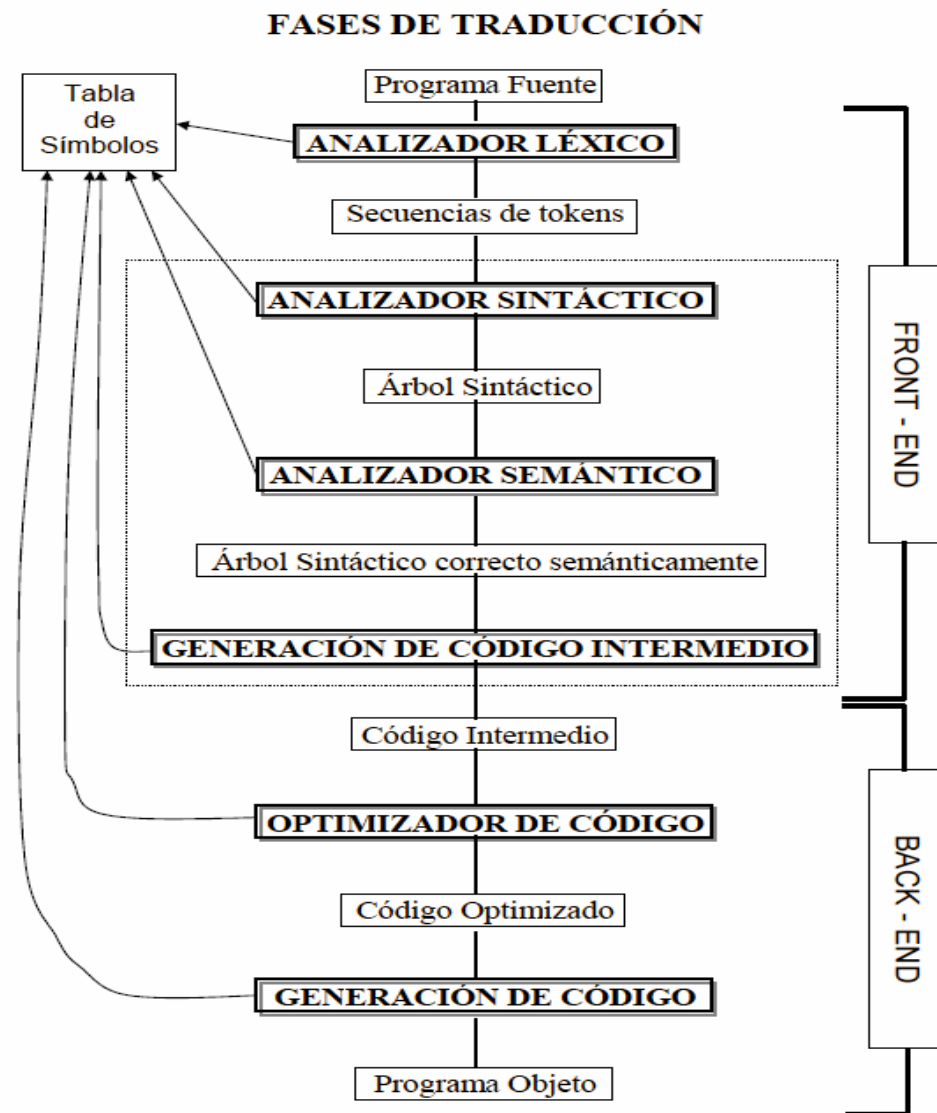 FASES DE TRADUCCIÓN
Tabla
de
Símbolos
Programa Fuente
ANALIZADOR LÉXICO
Secuencias de tokens
ANALIZADOR SINTÁCTICO
Árbol Sintáctico
ANALIZADOR SEMÁNTICO
Árbol Sintáctico correcto semánticamente
GENERACIÓN DE CÓDIGO INTERMEDIO
FRONT - END
Código Intermedio
OPTIMIZADOR DE CÓDIGO
Código Optimizado
GENERACIÓN DE CÓDIGO
Programa Objeto
BACK - END